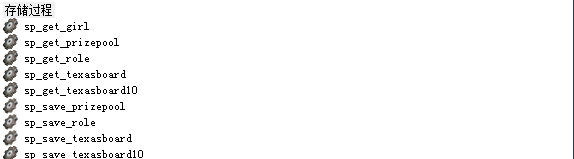 存储过程
sp_get_girl
sp_get_prizepool
sp_get_role
sp_get_texasboard
sp_get_texasboard10
sp_save_prizepool
sp_save_role
sp_save_texasboard
sp_save_texasboard10